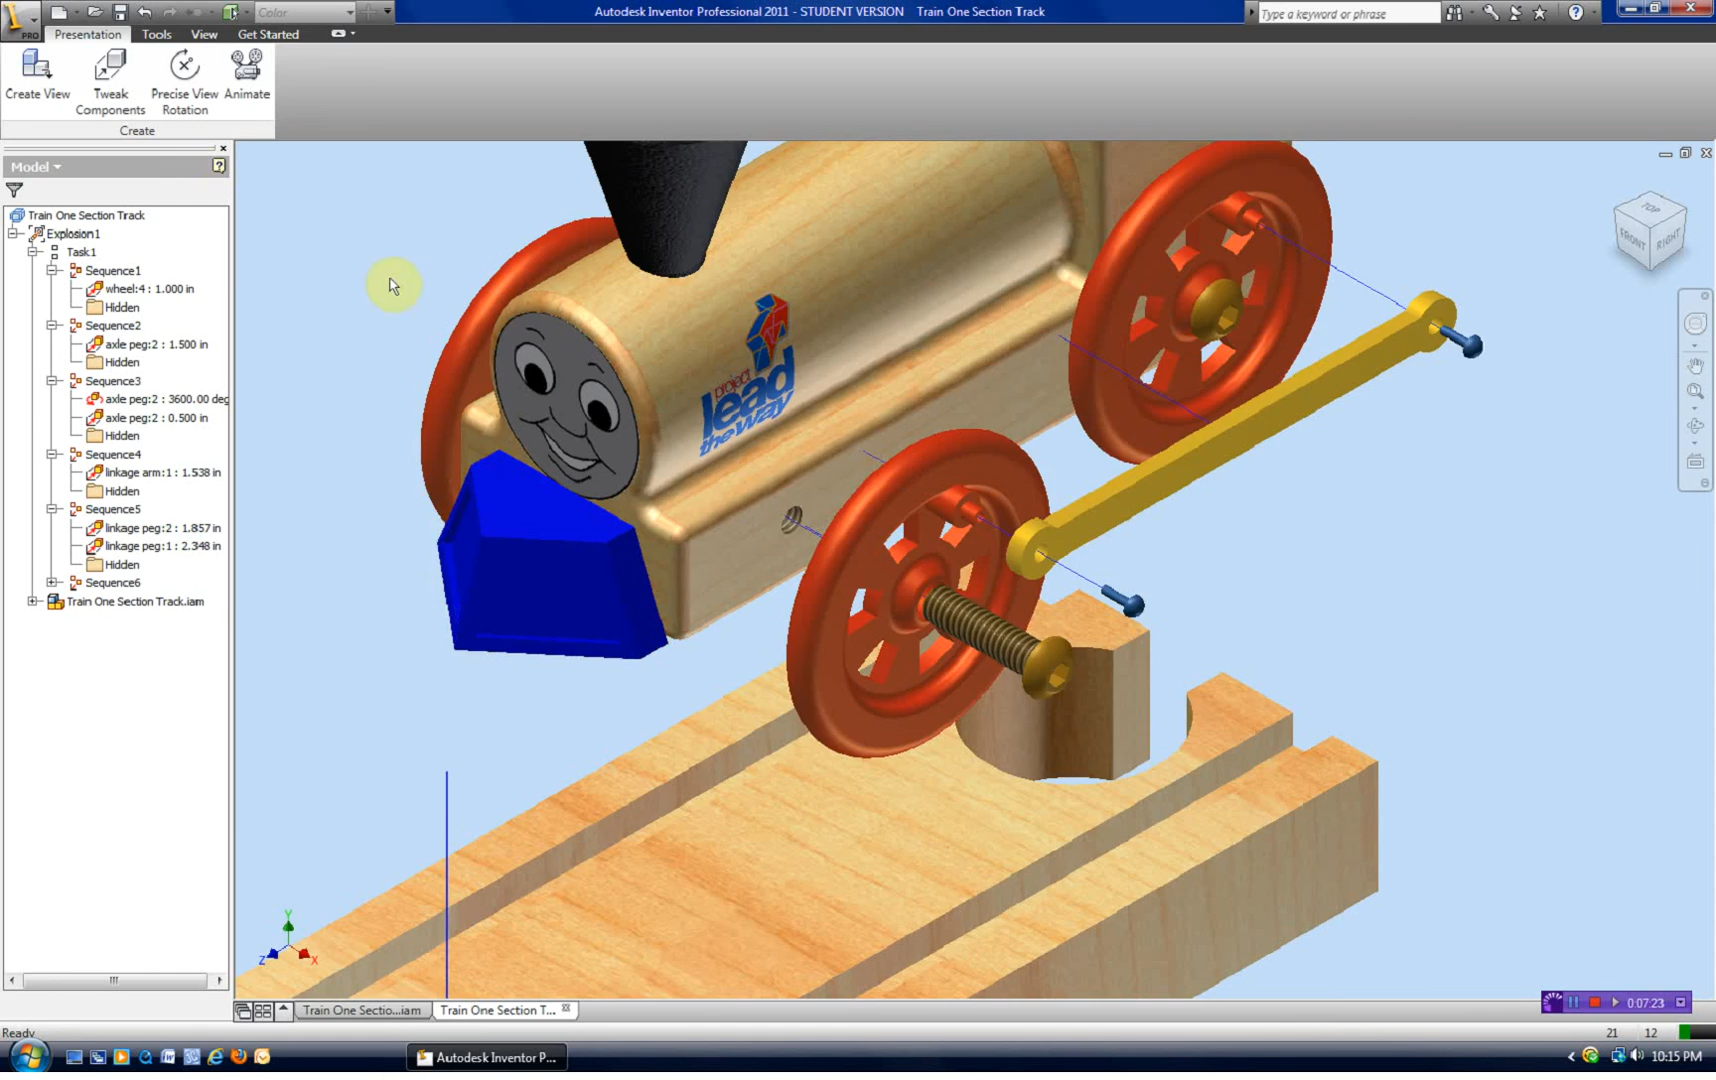 Color
Autodesk Inventor Professional 2011 - STUDENT VERSION Train One Section Track
Type a keyword or phrase
PRO
Presentation Tools View Get Started
Create View
Tweak Components
Precise View Rotation
Animate
Create
Model
Train One Section Track
Explosion1
Task1
Sequence1
wheel:4 : 1.000 in
Hidden
Sequence2
axle peg:2 : 1.500 in
Hidden
Sequence3
axle peg:2 : 3600.00 deg
axle peg:2 : 0.500 in
Hidden
Sequence4
linkage arm:1 : 1.538 in
Hidden
Sequence5
linkage peg:2 : 1.857 in
linkage peg:1 : 2.348 in
Hidden
Sequence6
Train One Section Track.iam
project
lead
the way
TOP
FRONT RIGHT
Y
Z X
Train One Sectio....iam Train One Section T...
0:07:23
Ready
21 12
Autodesk Inventor P...
10:15 PM